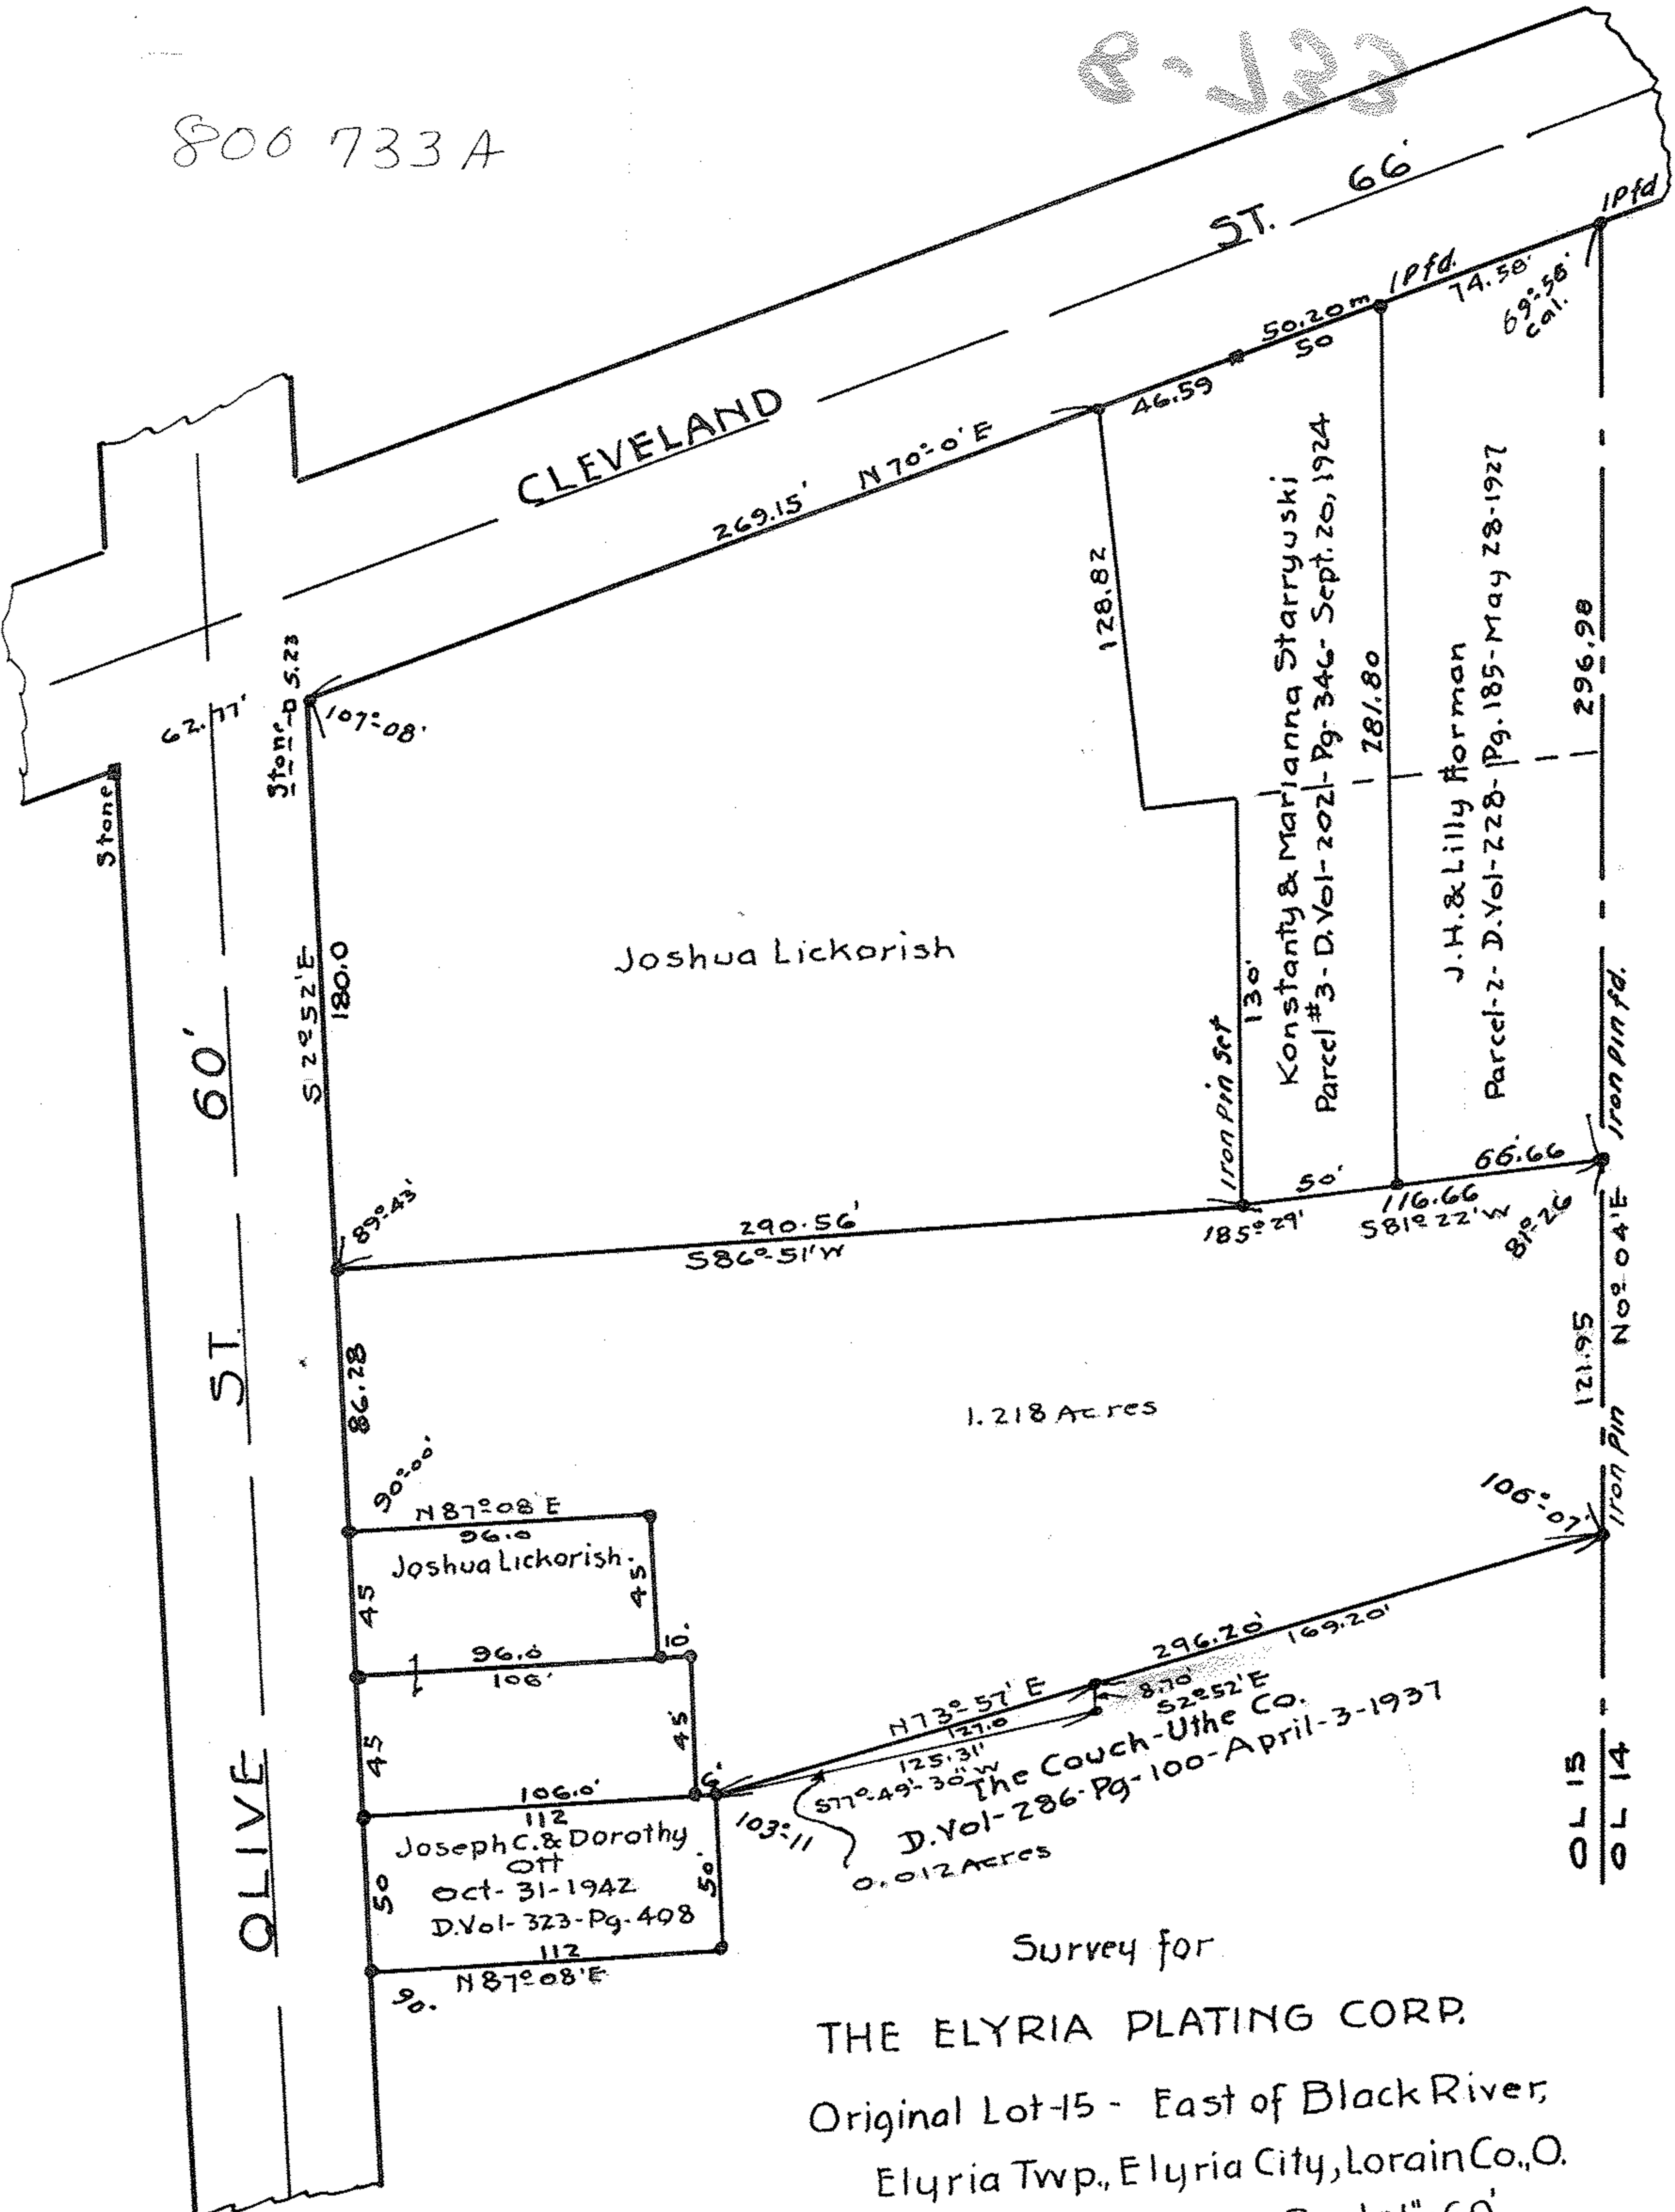 800 733A
66'
ST.
CLEVELAND
IPfd
IPfd.
74.58'
69°-58'
cal.
50.20 m
50
46.59
N 70°-0' E
269.15'
128.82
Konstanty & Marianna Starryuski
Parcel #3- D.Vol-202-Pg-346- Sept. 20, 1924
281.80
J.H. & Lilly Horman
Parcel-2- D.Vol-228-Pg.185-May 28-1927
296.98
Stone
5.23
62.77'
107°-08'
Stone
S 2°52' E
180.0
Joshua Lickorish
130'
Iron Pin Set
Iron Pin fd.
60'
89°-43'
290.56'
S86°-51'W
185°29'
50'
66.66
116.66
S81°22'W
81°-26'
N0°04'E
121.95
Iron Pin
86.28
1.218 Acres
ST.
90°00'
N87°08'E
96.0
Joshua Lickorish.
45
45
106°-07'
96.0
10.
106'
45
45
296.20'
169.20'
N73°-57' E
127.0
8.70'
S2°52'E
125.31'
S77°-49'-30"W
The Couch-Uthe Co.
D.Vol-286-Pg-100-April-3-1937
0.012 Acres
103°-11
6'
106.0'
112
Joseph C. & Dorothy
Ott
Oct-31-1942
D.Vol-323-Pg-408
50
50'
112
N87°08'E
90.
OLIVE
OL 15
OL 14
Survey for
THE ELYRIA PLATING CORP.
Original Lot-15 - East of Black River,
Elyria Twp., Elyria City, Lorain Co., O.